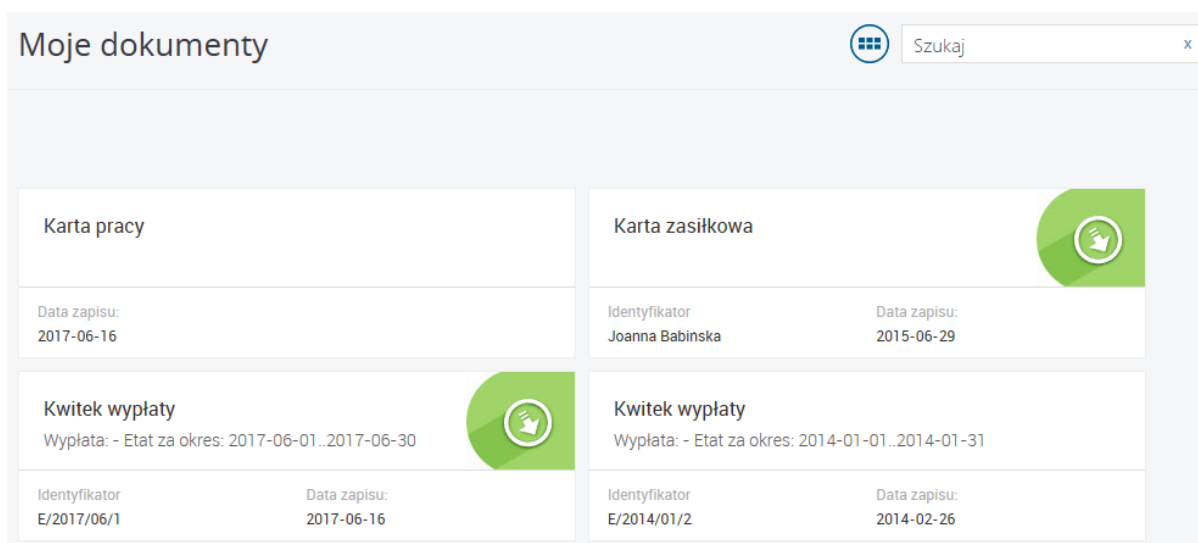 Moje dokumenty
Szukaj x
Karta pracy
Data zapisu:
2017-06-16
Karta zasiłkowa
Identyfikator Data zapisu:
Joanna Babińska 2015-06-29
Kwitek wypłaty
Wypłata: - Etat za okres: 2017-06-01..2017-06-30
Identyfikator Data zapisu:
E/2017/06/1 2017-06-16
Kwitek wypłaty
Wypłata: - Etat za okres: 2014-01-01..2014-01-31
Identyfikator Data zapisu:
E/2014/01/2 2014-02-26